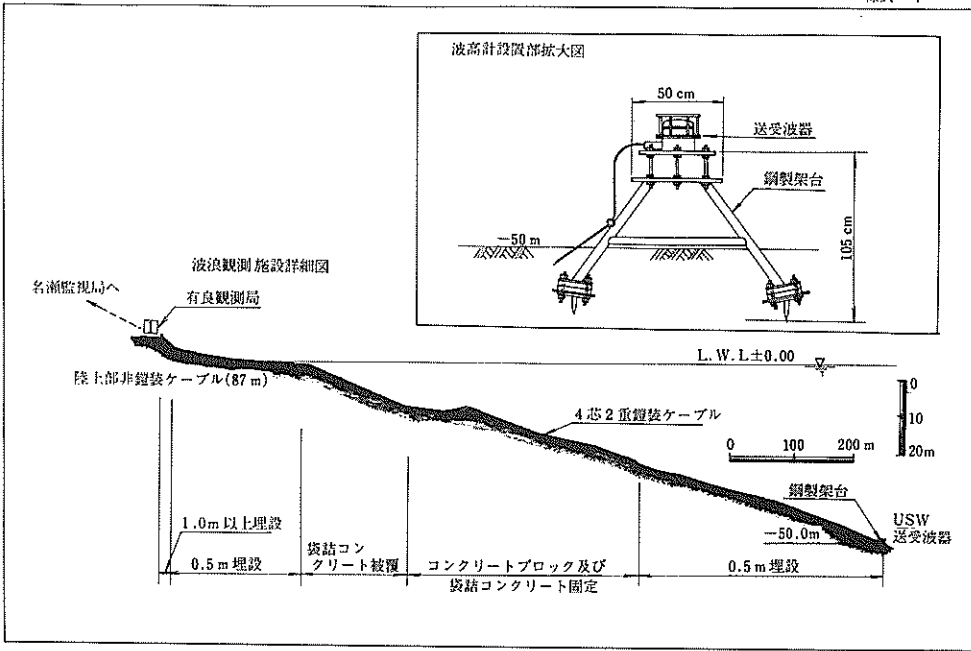 波高計設置部拡大図
50 cm
送受波器
鋼製架台
105 cm
-50 m
波浪観測施設詳細図
名瀬監視局へ
有良観測局
L.W.L±0.00
陸上部非鎧装ケーブル(87 m)
4芯2重鎧装ケーブル
0 100 200 m
0
10
20m
鋼製架台
USW
送受波器
-50.0m
1.0m以上埋設
0.5m埋設
袋詰コン
クリート被覆
コンクリートブロック及び
袋詰コンクリート固定
0.5m埋設